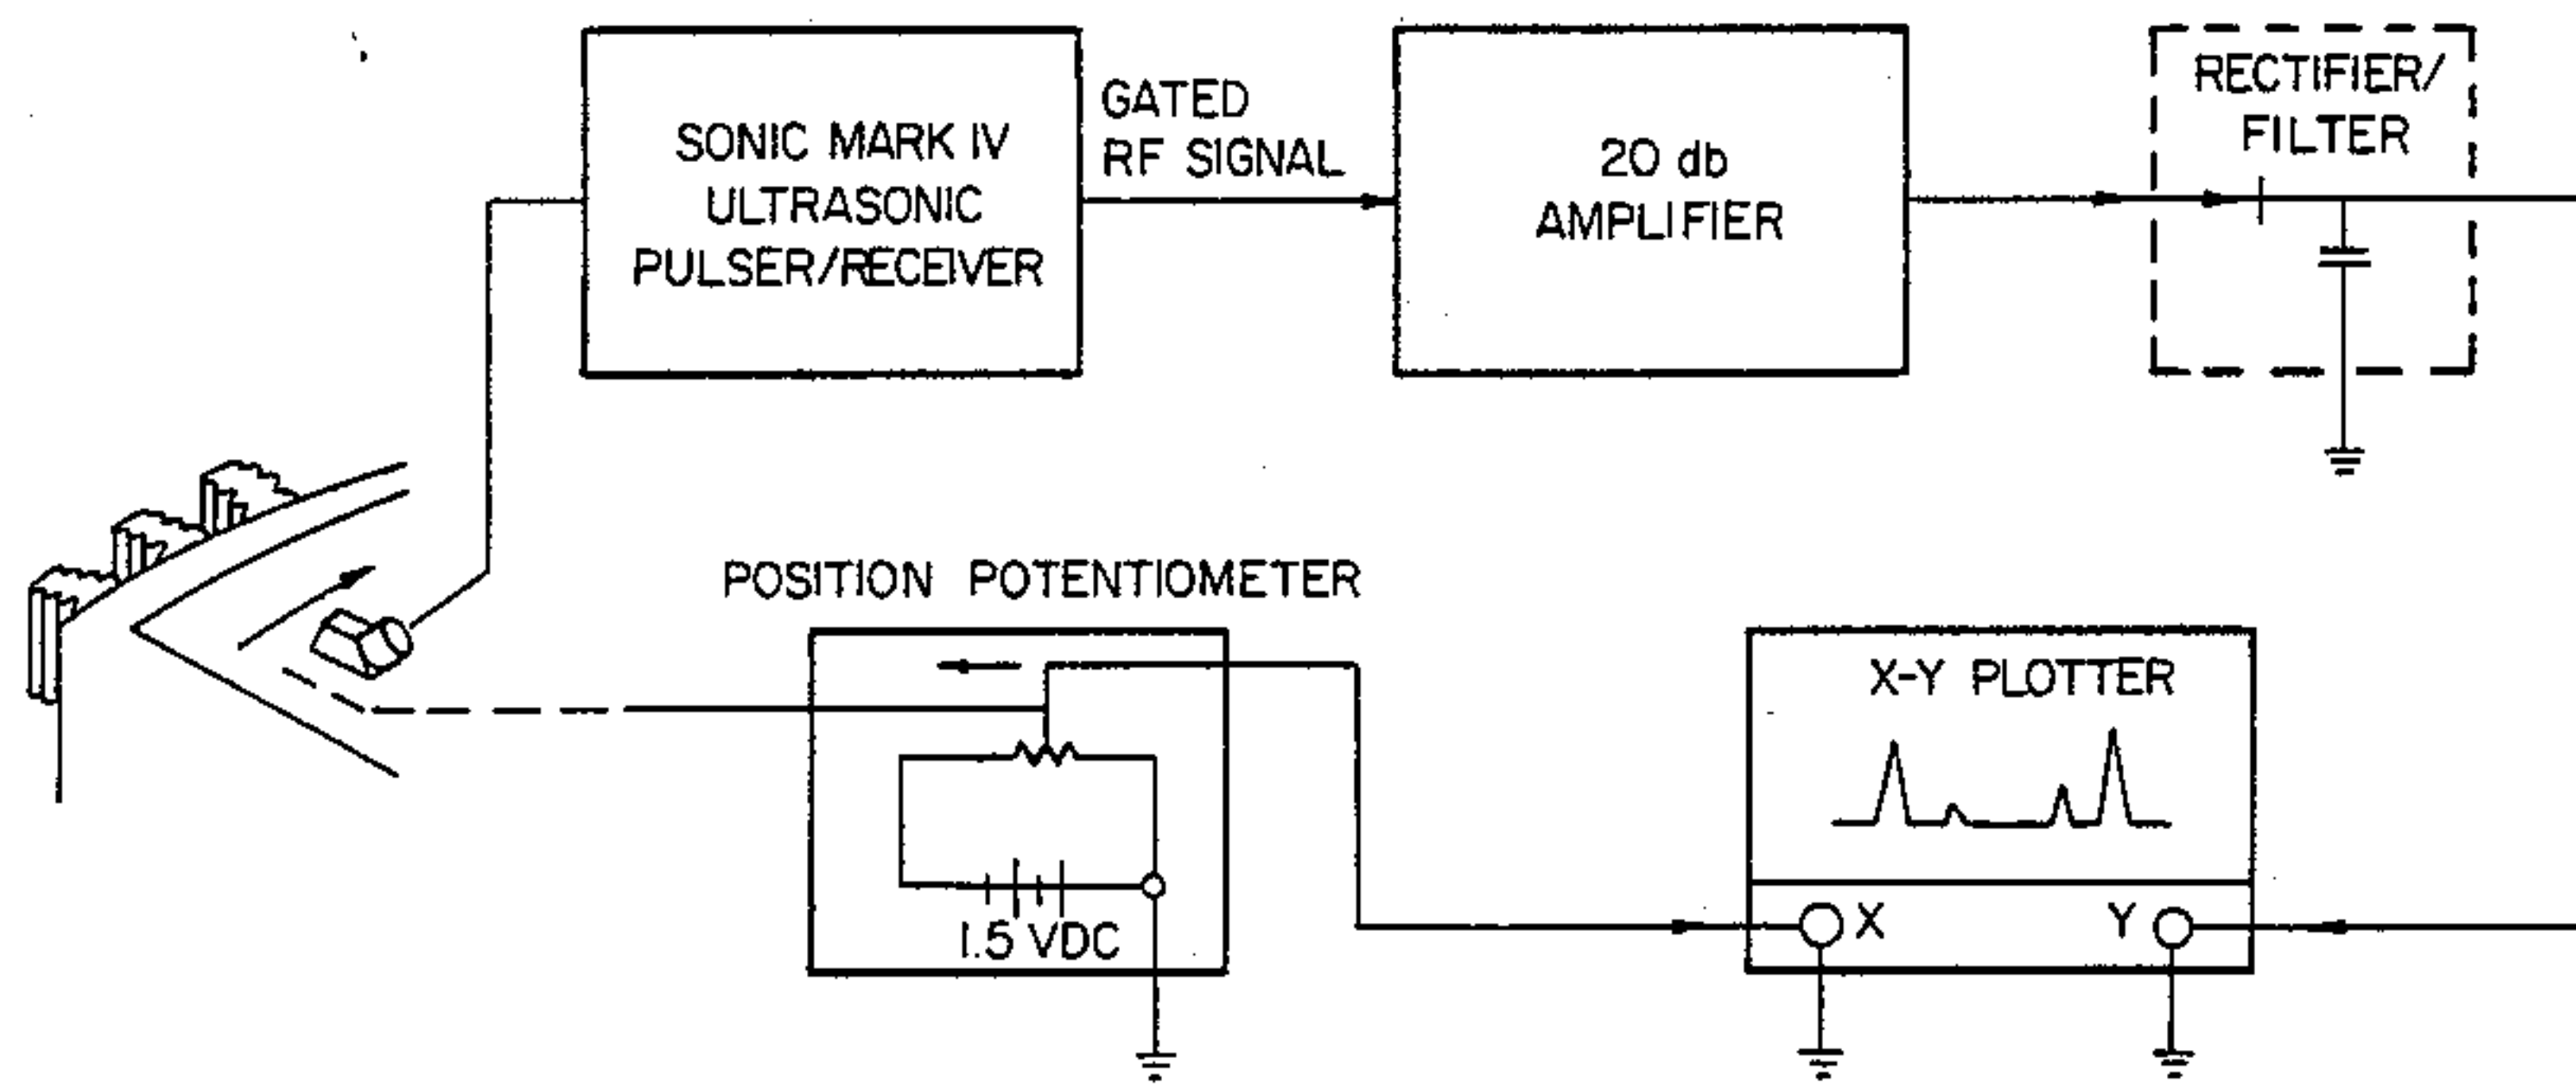 SONIC MARK IV
ULTRASONIC
PULSER/RECEIVER
GATED
RF SIGNAL
20 db
AMPLIFIER
RECTIFIER/
FILTER
POSITION POTENTIOMETER
1.5 VDC
X-Y PLOTTER
X
Y